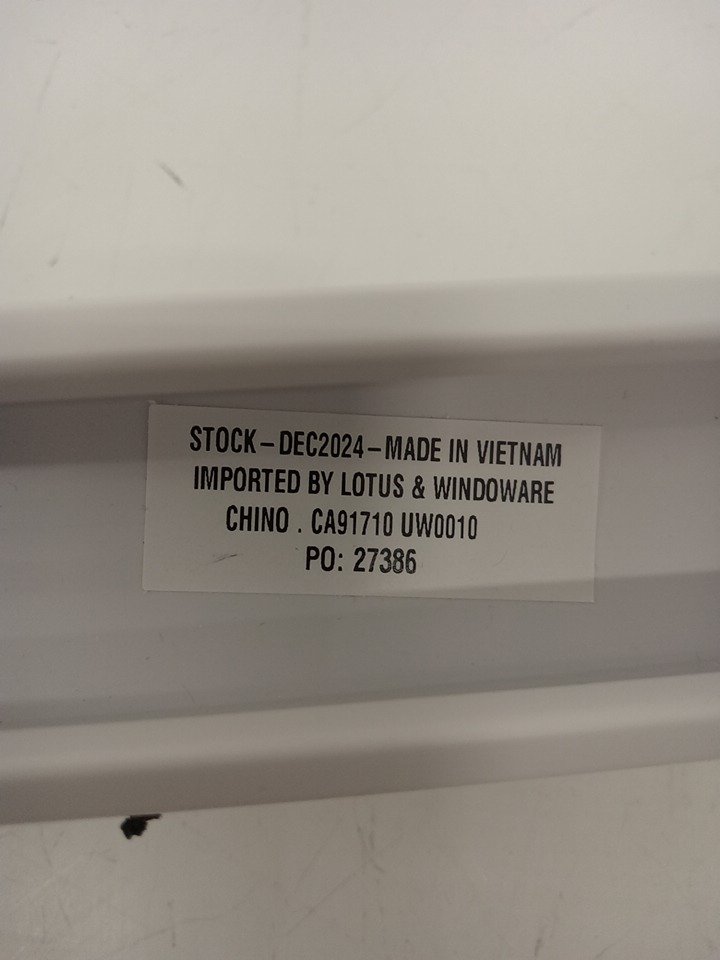 STOCK – DEC2024 – MADE IN VIETNAM
IMPORTED BY LOTUS & WINDOWARE
CHINO . CA91710 UW0010
PO: 27386